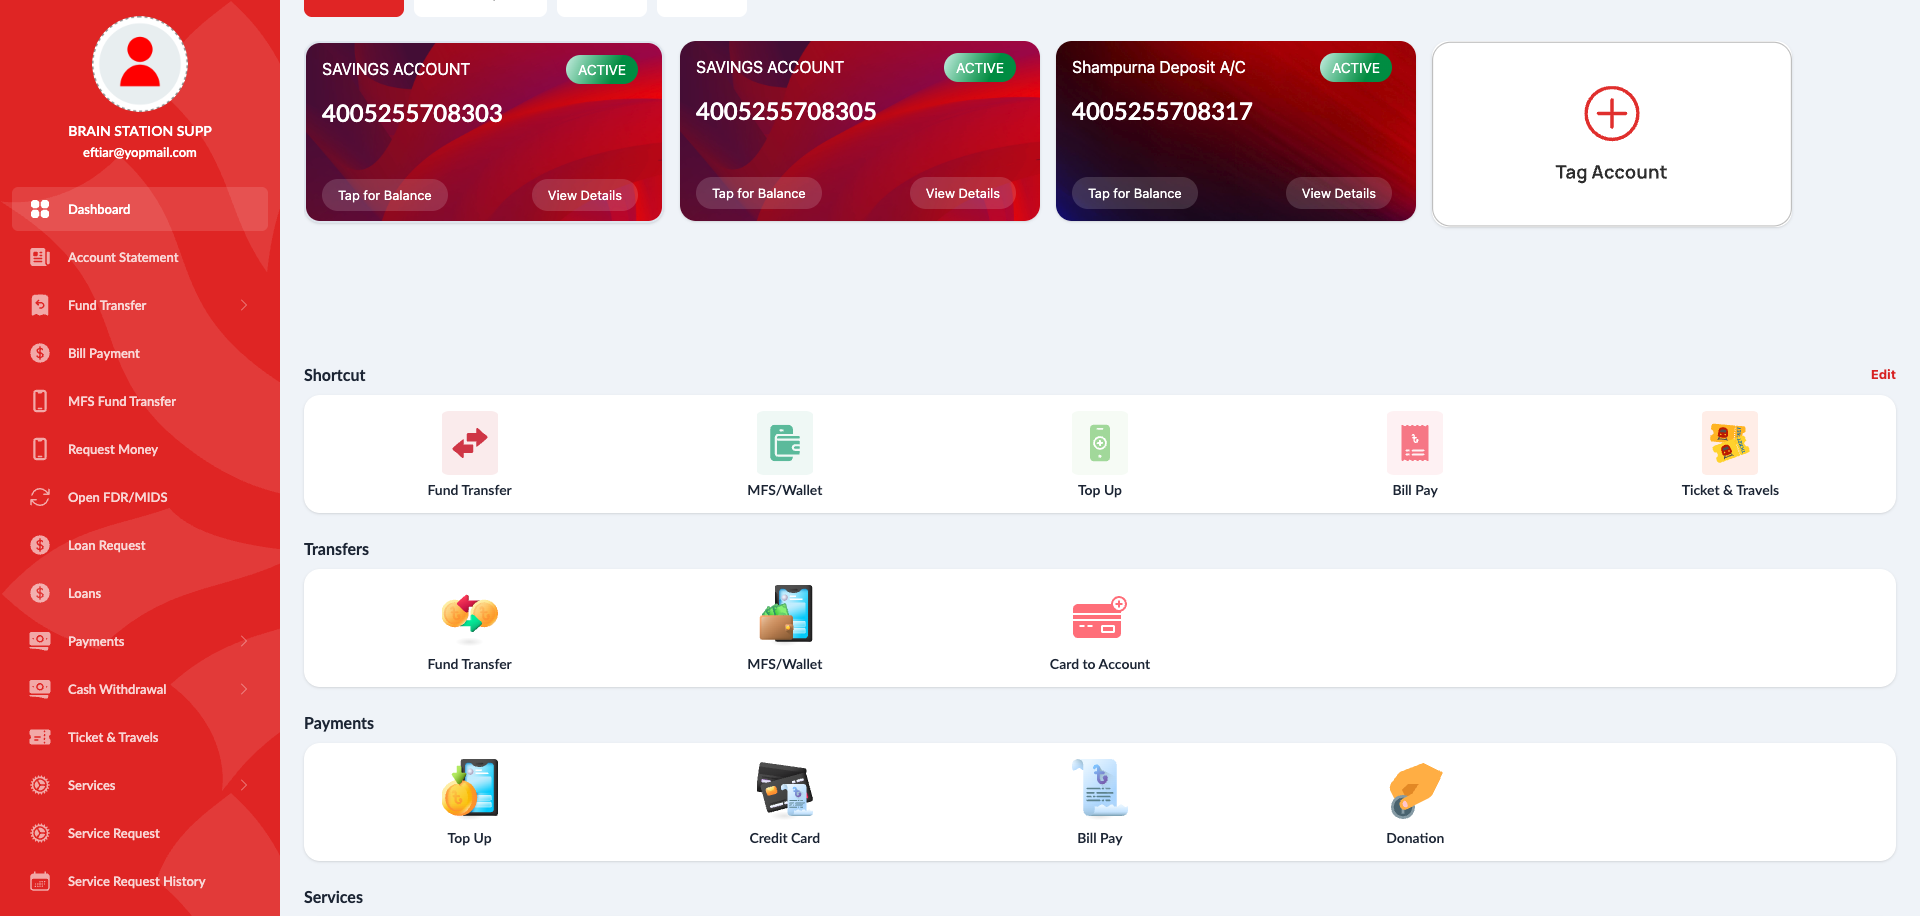 BRAIN STATION SUPP
eftiar@yopmail.com
Dashboard
Account Statement
Fund Transfer
Bill Payment
MFS Fund Transfer
Request Money
Open FDR/MIDS
Loan Request
Loans
Payments
Cash Withdrawal
Ticket & Travels
Services
Service Request
Service Request History
SAVINGS ACCOUNT
ACTIVE
4005255708303
Tap for Balance
View Details
SAVINGS ACCOUNT
ACTIVE
4005255708305
Tap for Balance
View Details
Shampurna Deposit A/C
ACTIVE
4005255708317
Tap for Balance
View Details
Tag Account
Shortcut
Edit
Fund Transfer
MFS/Wallet
Top Up
Bill Pay
Ticket & Travels
Transfers
Fund Transfer
MFS/Wallet
Card to Account
Payments
Top Up
Credit Card
Bill Pay
Donation
Services